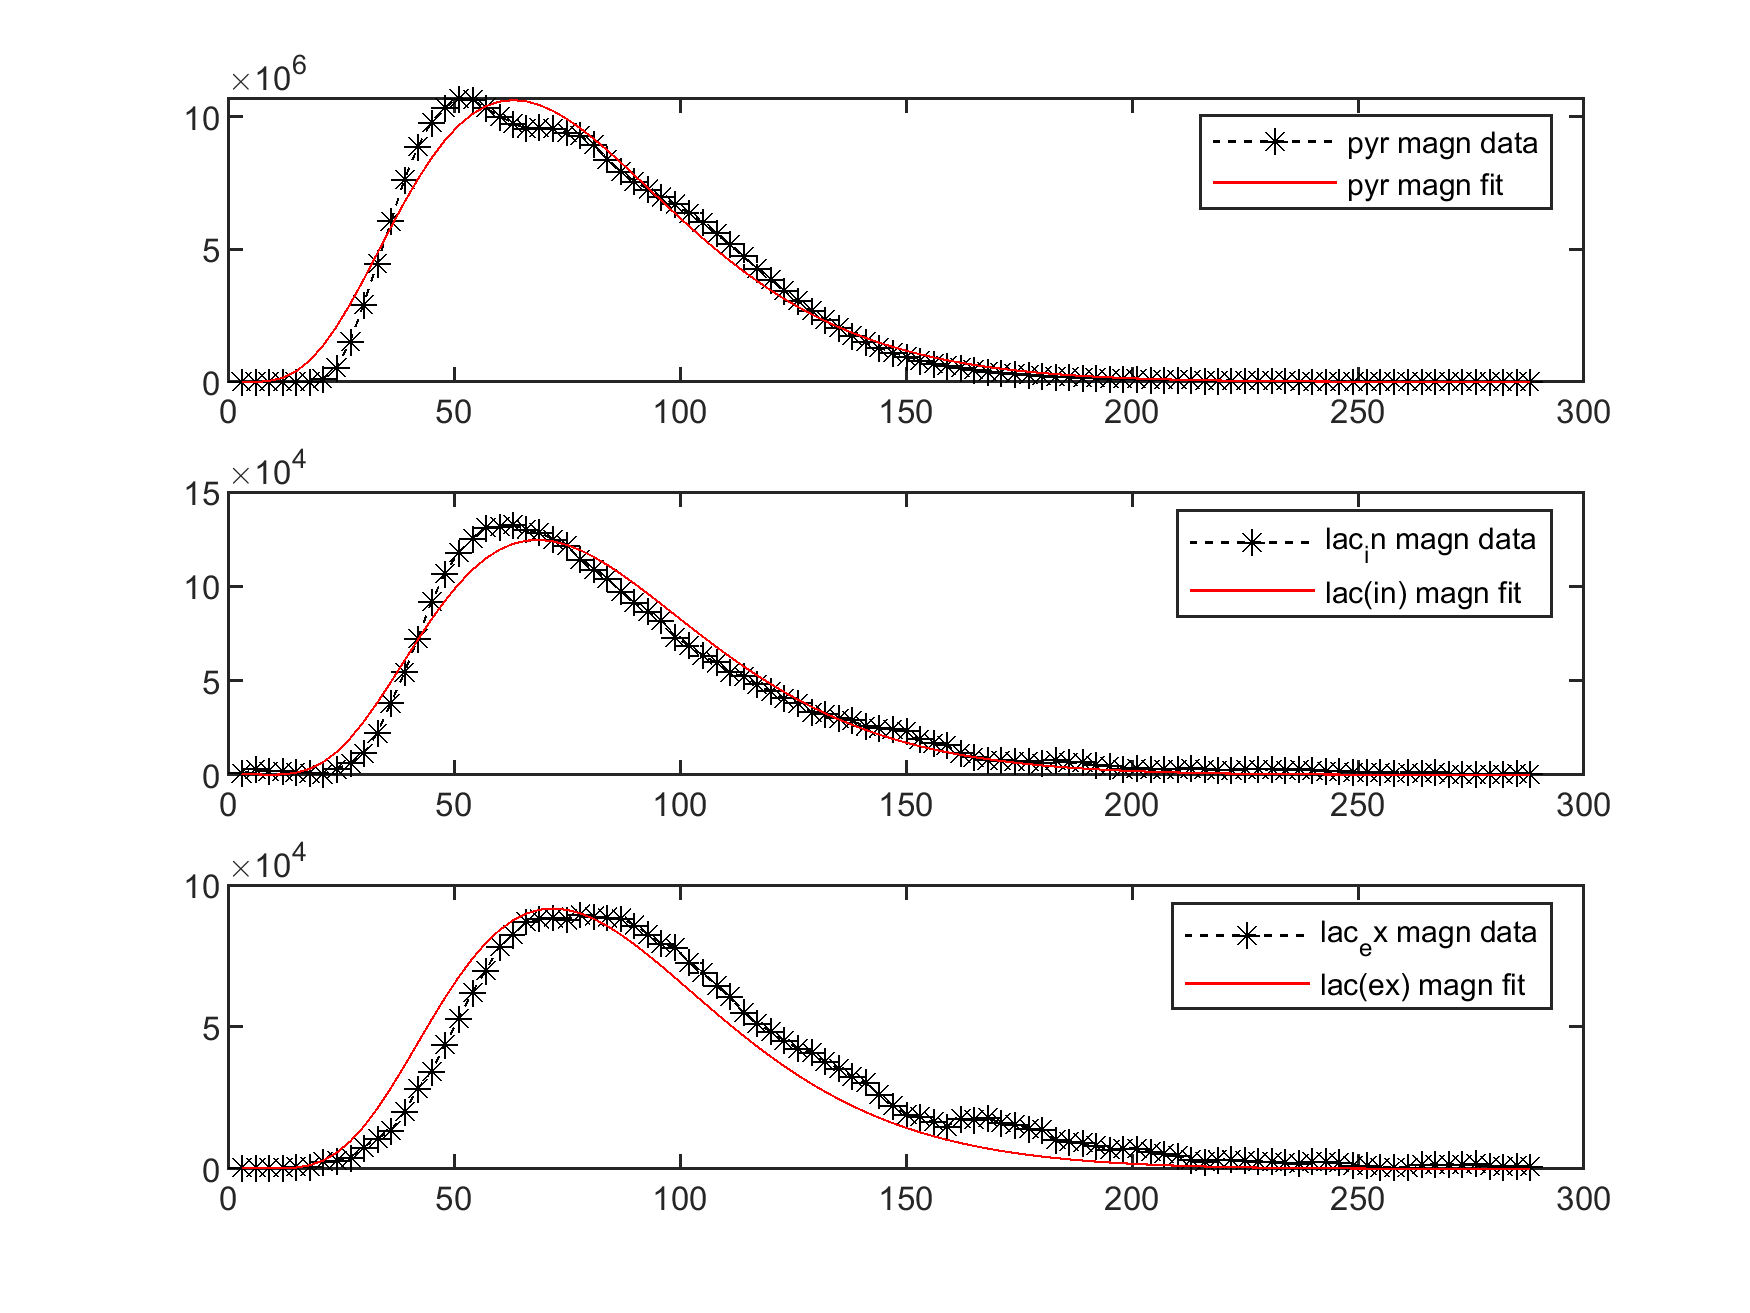 ×10^6
10
5
0
0 50 100 150 200 250 300
pyr magn data
pyr magn fit
×10^4
15
10
5
0
0 50 100 150 200 250 300
lac_in magn data
lac(in) magn fit
×10^4
10
5
0
0 50 100 150 200 250 300
lac_ex magn data
lac(ex) magn fit